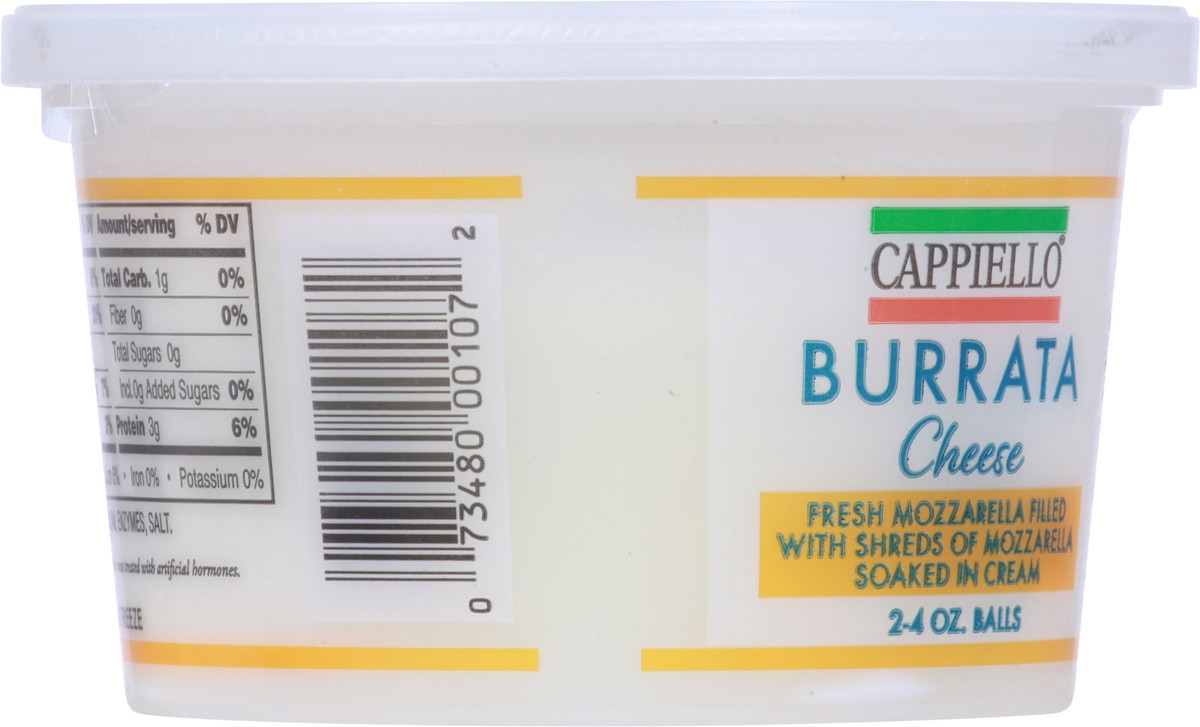 Amount/serving % DV
Total Carb. 1g 0%
Fiber 0g 0%
Total Sugars 0g
Incl. 0g Added Sugars 0%
Protein 3g 6%
Iron 0% • Potassium 0%
ENZYMES, SALT.
treated with artificial hormones.
0 73480 00107 2
CAPPIELLO®
BURRATA
Cheese
FRESH MOZZARELLA FILLED
WITH SHREDS OF MOZZARELLA
SOAKED IN CREAM
2-4 OZ. BALLS